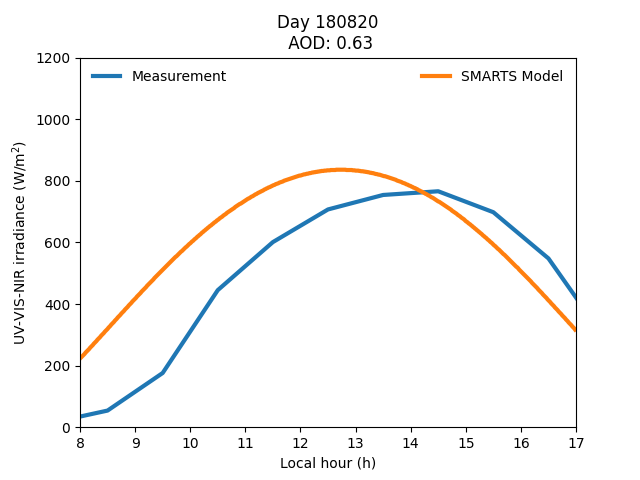 Day 180820
AOD: 0.63
Measurement
SMARTS Model
UV-VIS-NIR irradiance (W/m²)
1200
1000
800
600
400
200
0
8 9 10 11 12 13 14 15 16 17
Local hour (h)